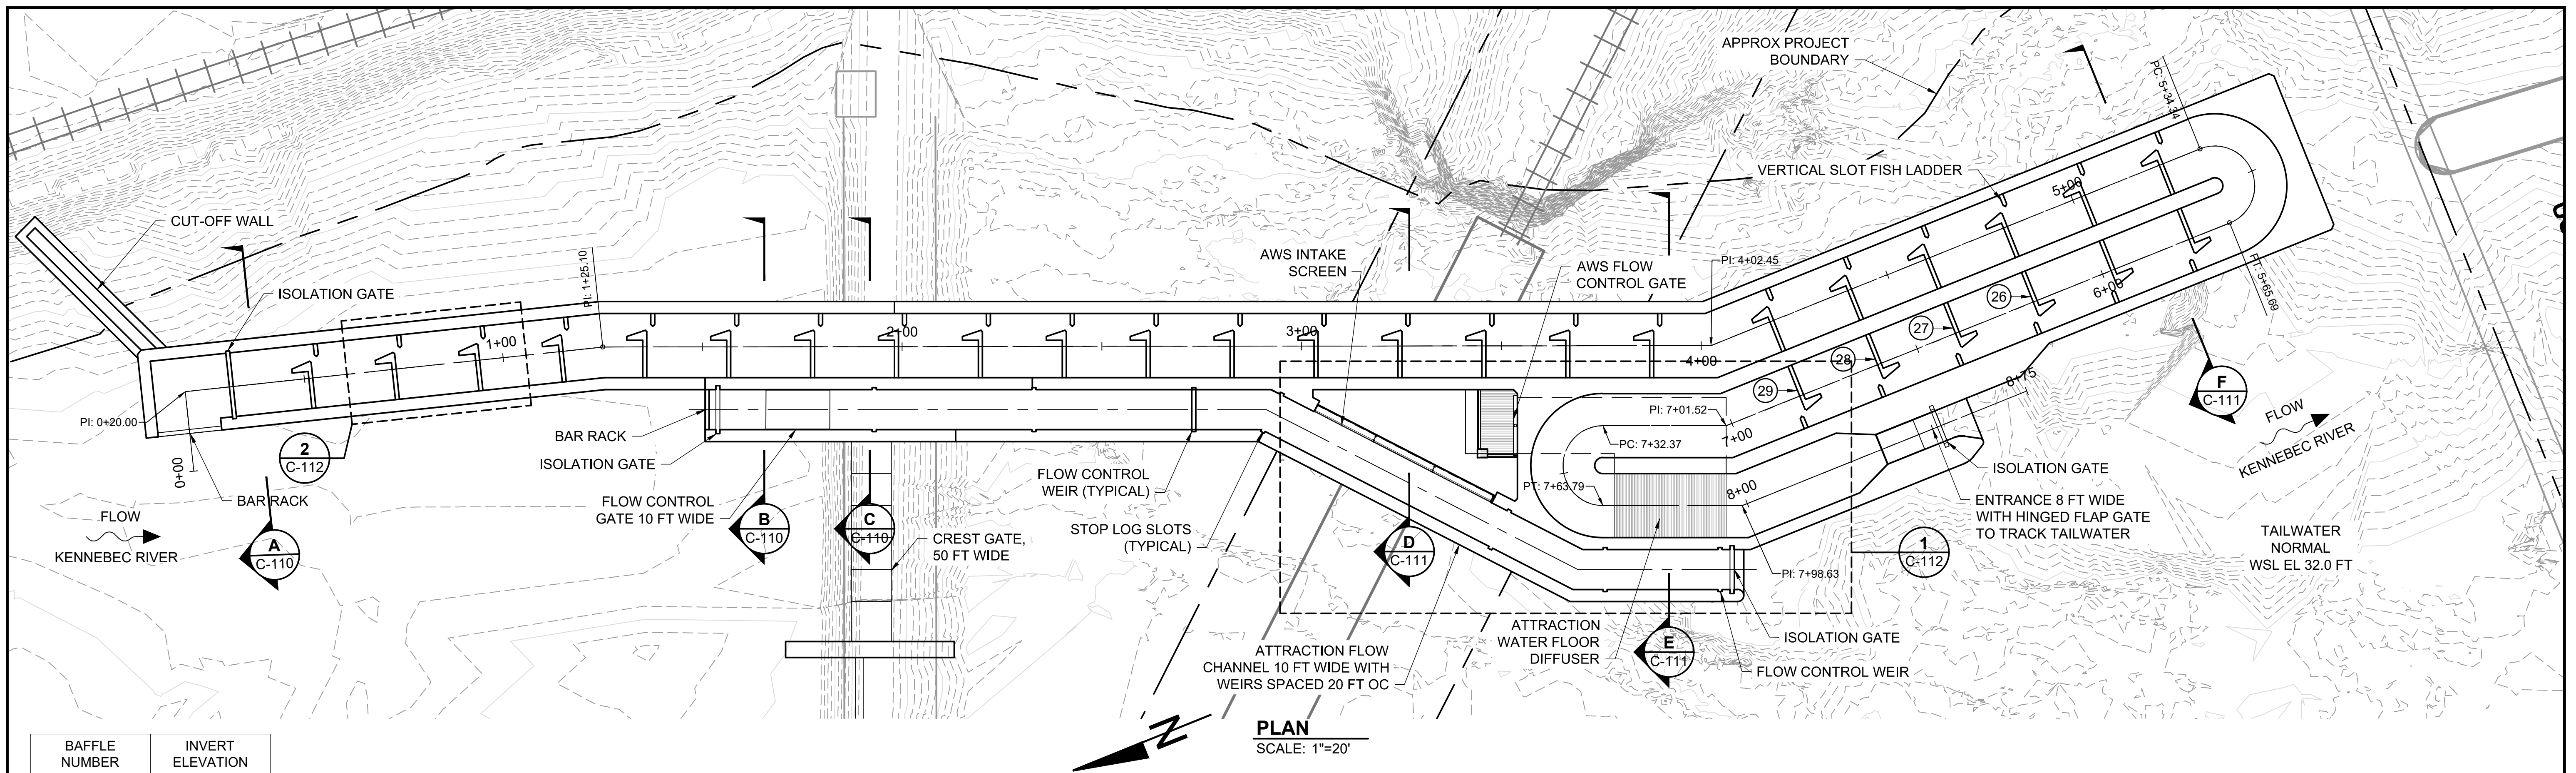 APPROX PROJECT
BOUNDARY
PC: 5+34.34
VERTICAL SLOT FISH LADDER
5+00
CUT-OFF WALL
ISOLATION GATE
PI: 1+25.10
AWS INTAKE
SCREEN
AWS FLOW
CONTROL GATE
PI: 4+02.45
6+00
PT: 5+65.69
26
27
28
29
1+00
2+00
3+00
4+00
PI: 0+20.00
0+00
BAR RACK
2
C-112
FLOW
KENNEBEC RIVER
A
C-110
BAR RACK
ISOLATION GATE
FLOW CONTROL
GATE 10 FT WIDE
B
C-110
C
C-110
CREST GATE,
50 FT WIDE
FLOW CONTROL
WEIR (TYPICAL)
STOP LOG SLOTS
(TYPICAL)
D
C-111
PI: 7+01.52
7+00
PC: 7+32.37
PT: 7+63.79
8+00
8+75
PI: 7+98.63
ISOLATION GATE
ENTRANCE 8 FT WIDE
WITH HINGED FLAP GATE
TO TRACK TAILWATER
1
C-112
F
C-111
FLOW
KENNEBEC RIVER
TAILWATER
NORMAL
WSL EL 32.0 FT
ATTRACTION FLOW
CHANNEL 10 FT WIDE WITH
WEIRS SPACED 20 FT OC
ATTRACTION
WATER FLOOR
DIFFUSER
E
C-111
ISOLATION GATE
FLOW CONTROL WEIR
N
PLAN
SCALE: 1"=20'
BAFFLE
NUMBER
INVERT
ELEVATION